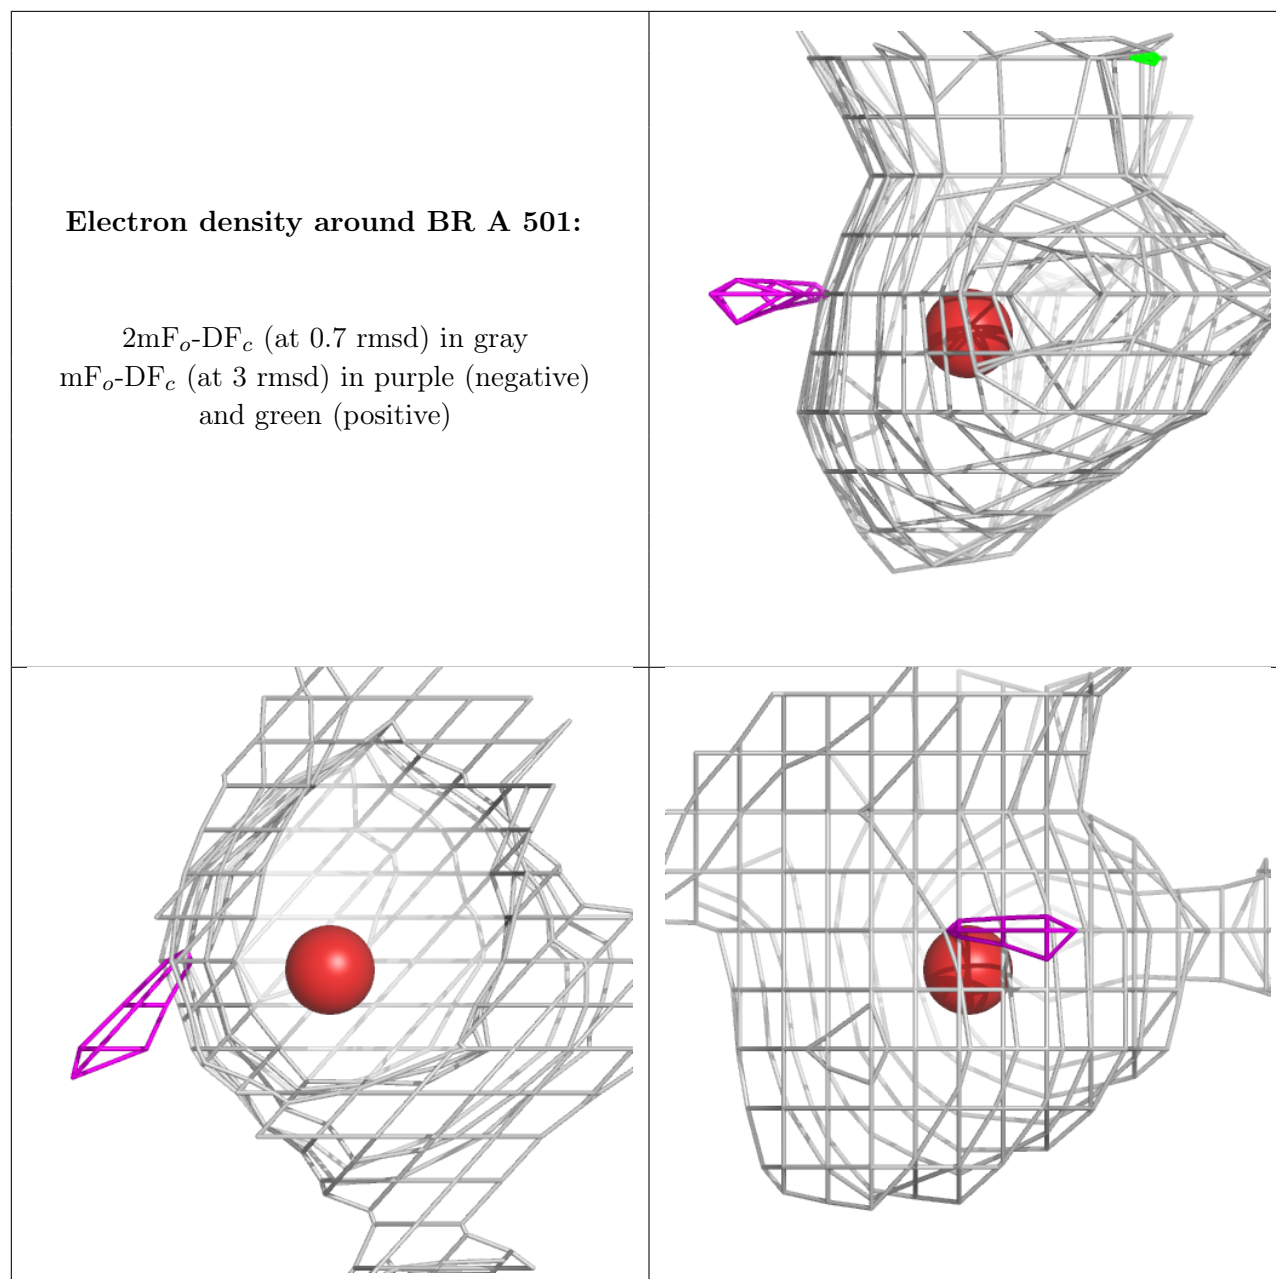 Electron density around BR A 501:
2mFₒ-DF𝑐 (at 0.7 rmsd) in gray
mFₒ-DF𝑐 (at 3 rmsd) in purple (negative)
and green (positive)